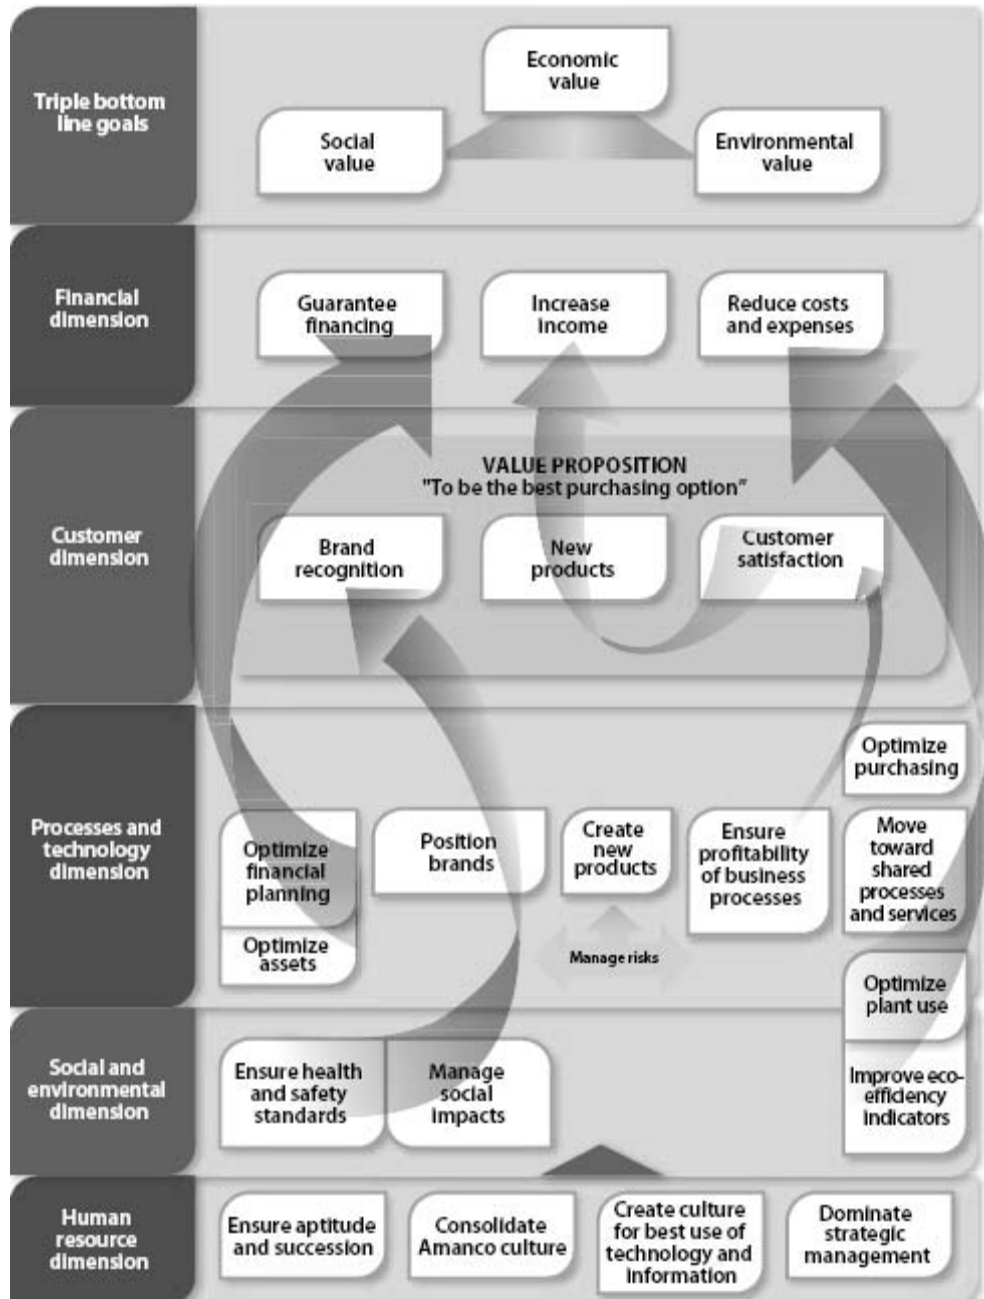 Triple bottom
line goals
Economic
value
Social
value
Environmental
value
Financial
dimension
Guarantee
financing
Increase
income
Reduce costs
and expenses
Customer
dimension
VALUE PROPOSITION
"To be the best purchasing option”
Brand
recognition
New
products
Customer
satisfaction
Processes and
technology
dimension
Optimize
financial
planning
Optimize
assets
Position
brands
Create
new
products
Manage risks
Ensure
profitability
of business
processes
Optimize
purchasing
Move
toward
shared
processes
and services
Optimize
plant use
Social and
environmental
dimension
Ensure health
and safety
standards
Manage
social
impacts
Improve eco-
efficiency
indicators
Human
resource
dimension
Ensure aptitude
and succession
Consolidate
Amanco culture
Create culture
for best use of
technology and
information
Dominate
strategic
management